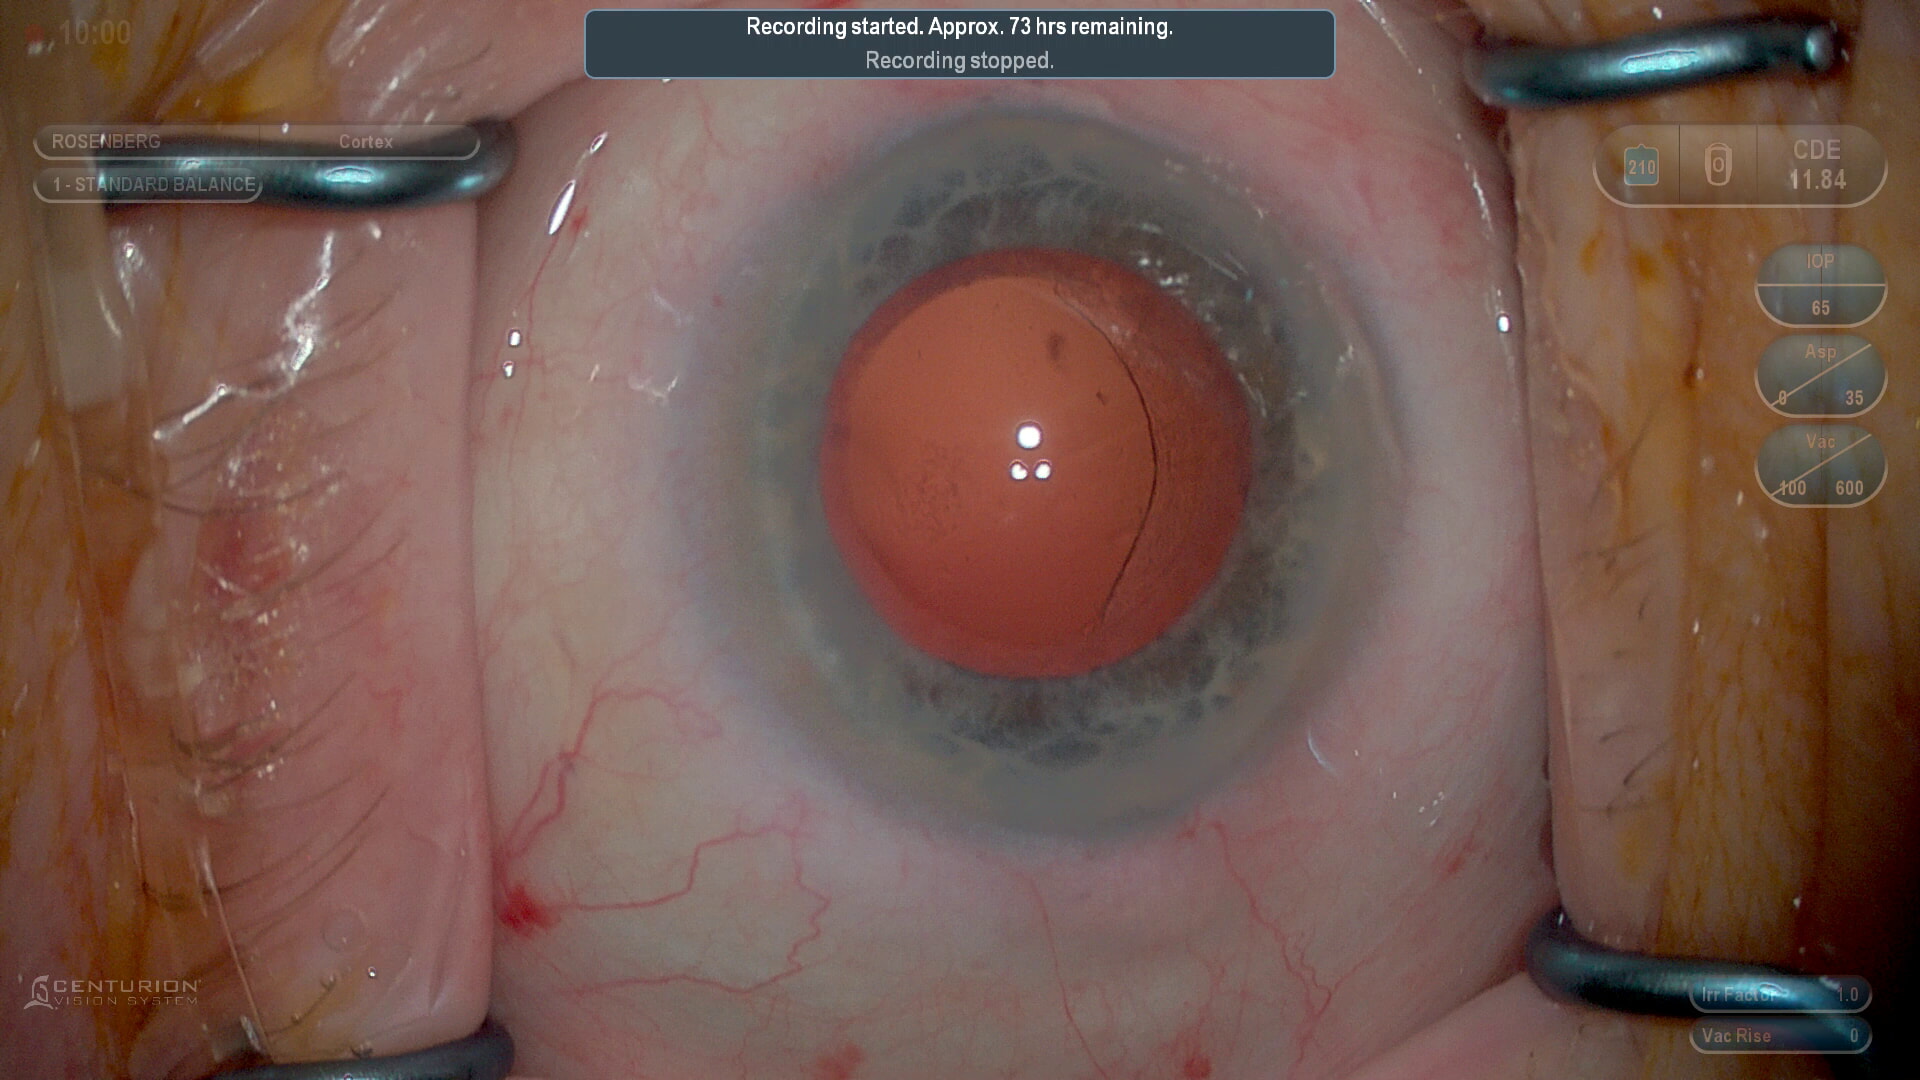 10:00
Recording started. Approx. 73 hrs remaining.
Recording stopped.
ROSENBERG Cortex
1 - STANDARD BALANCE
210 0 CDE
11.84
IOP
65
Asp
0 35
Vac
100 600
CENTURION
VISION SYSTEM
Irr Factor 1.0
Vac Rise 0